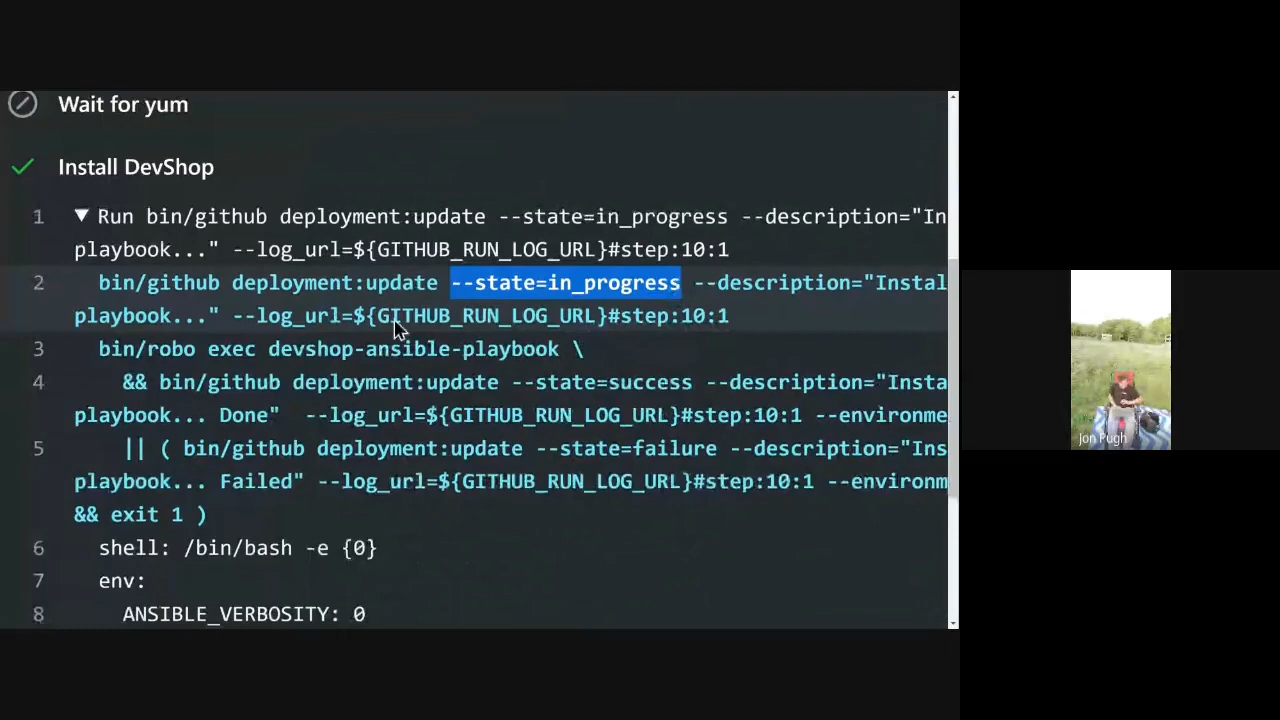 Wait for yum
Install DevShop
1 ▼ Run bin/github deployment:update --state=in_progress --description="In
playbook..." --log_url=${GITHUB_RUN_LOG_URL}#step:10:1
2 bin/github deployment:update --state=in_progress --description="Instal
playbook..." --log_url=${GITHUB_RUN_LOG_URL}#step:10:1
3 bin/robo exec devshop-ansible-playbook \
4 && bin/github deployment:update --state=success --description="Insta
playbook... Done" --log_url=${GITHUB_RUN_LOG_URL}#step:10:1 --environme
5 || ( bin/github deployment:update --state=failure --description="Ins
playbook... Failed" --log_url=${GITHUB_RUN_LOG_URL}#step:10:1 --environm
&& exit 1 )
6 shell: /bin/bash -e {0}
7 env:
8 ANSIBLE_VERBOSITY: 0
Jon Pugh